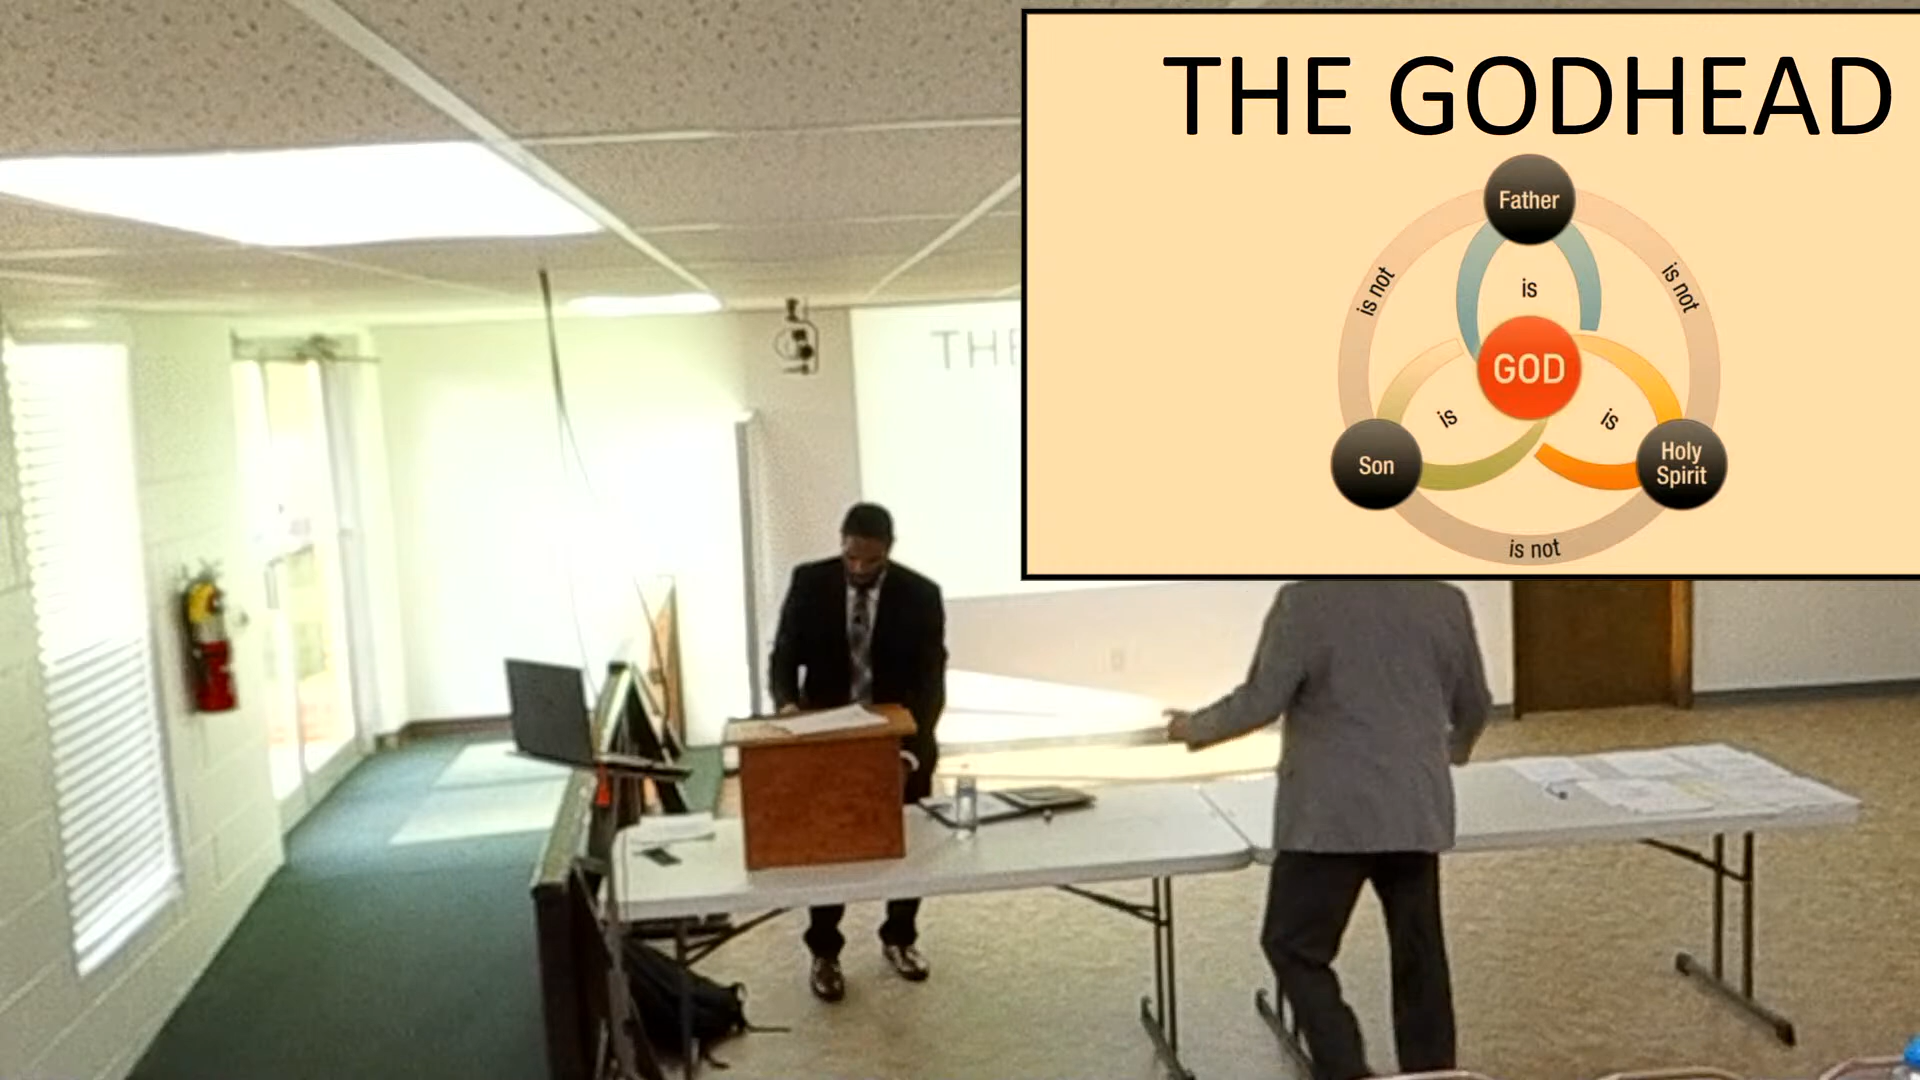 THE GODHEAD
Father
is not
is not
is
GOD
is
is
Son
Holy
Spirit
is not
THE